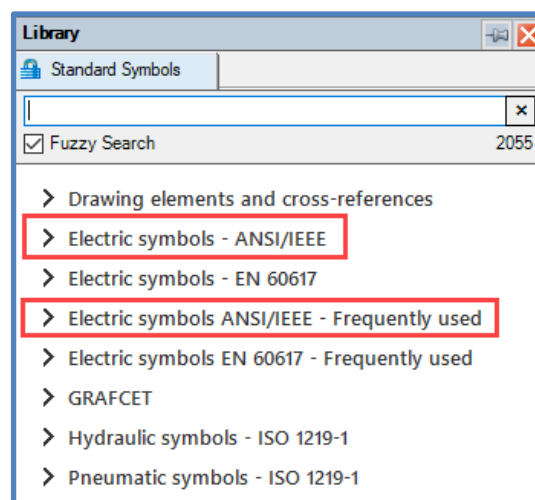 Library
Standard Symbols
Fuzzy Search 2055
Drawing elements and cross-references
Electric symbols - ANSI/IEEE
Electric symbols - EN 60617
Electric symbols ANSI/IEEE - Frequently used
Electric symbols EN 60617 - Frequently used
GRAFCET
Hydraulic symbols - ISO 1219-1
Pneumatic symbols - ISO 1219-1